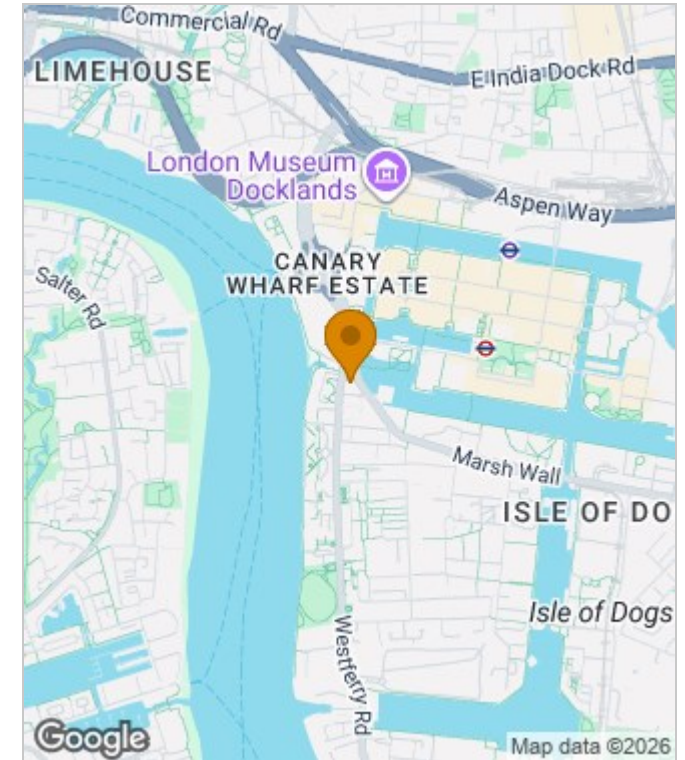 Commercial Rd
LIMEHOUSE
E India Dock Rd
London Museum
Docklands
Aspen Way
CANARY
WHARF ESTATE
Salter Rd
Marsh Wall
ISLE OF DO
Isle of Dogs
Westferry Rd
Google
Map data ©2026